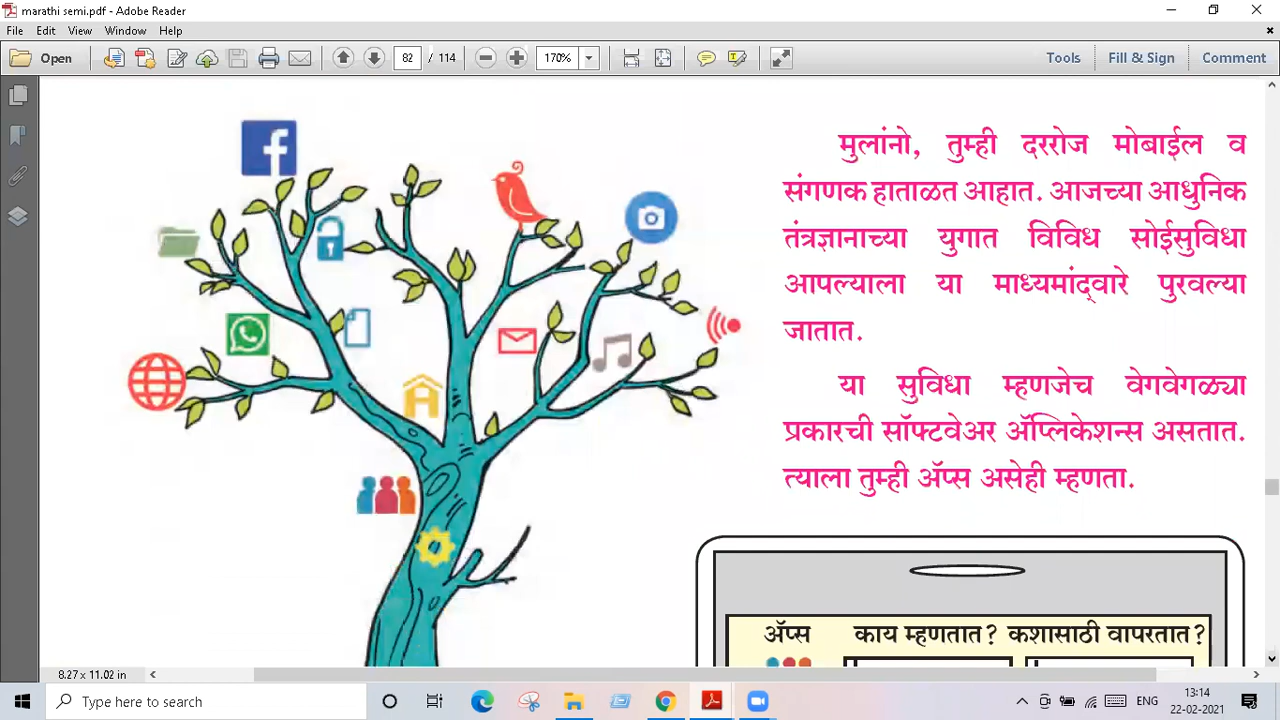 marathi semi.pdf - Adobe Reader
File Edit View Window Help
Open 82 / 114 170% Tools Fill & Sign Comment
मुलांनो, तुम्ही दररोज मोबाईल व
संगणक हाताळत आहात. आजच्या आधुनिक
तंत्रज्ञानाच्या युगात विविध सोईसुविधा
आपल्याला या माध्यमांद्वारे पुरवल्या
जातात.
या सुविधा म्हणजेच वेगवेगळ्या
प्रकारची सॉफ्टवेअर ॲप्लिकेशन्स असतात.
त्याला तुम्ही ॲप्स असेही म्हणता.
ॲप्स काय म्हणतात? कशासाठी वापरतात?
8.27 x 11.02 in
Type here to search ENG 13:14
22-02-2021